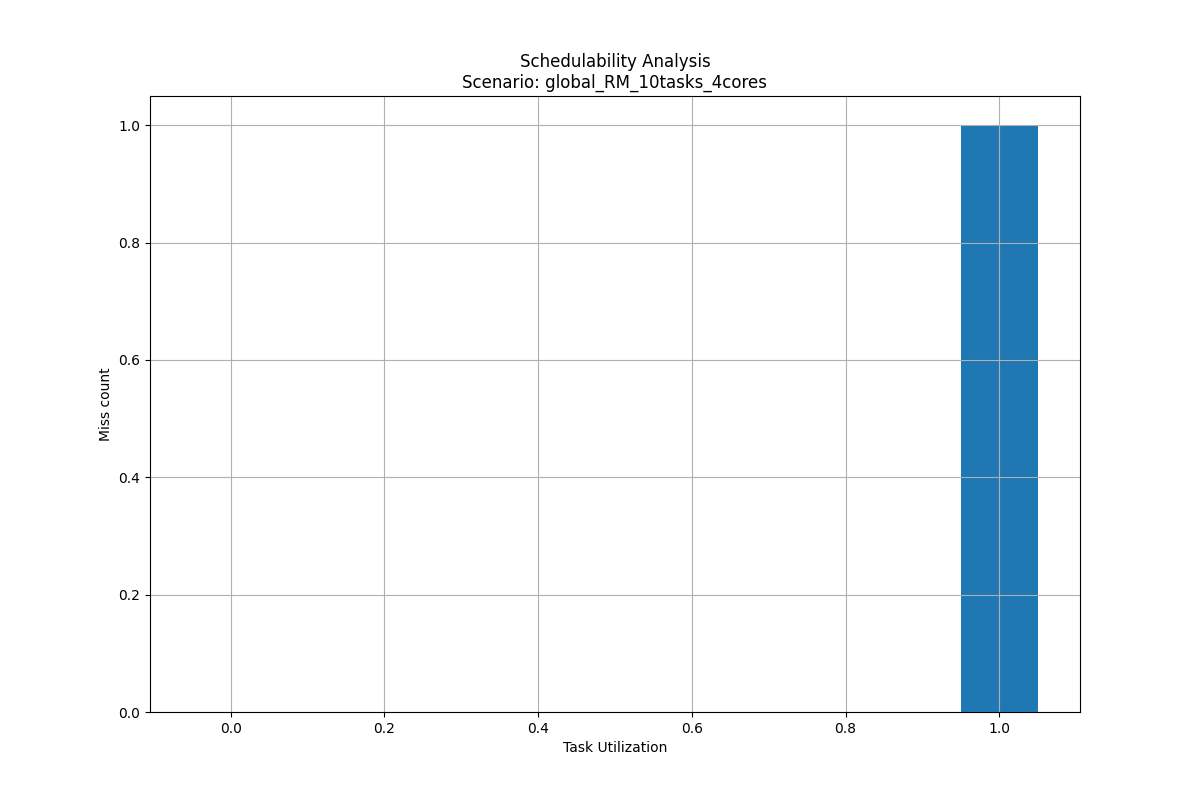 Schedulability Analysis
Scenario: global_RM_10tasks_4cores
1.0
0.8
0.6
0.4
0.2
0.0
Miss count
0.0 0.2 0.4 0.6 0.8 1.0
Task Utilization